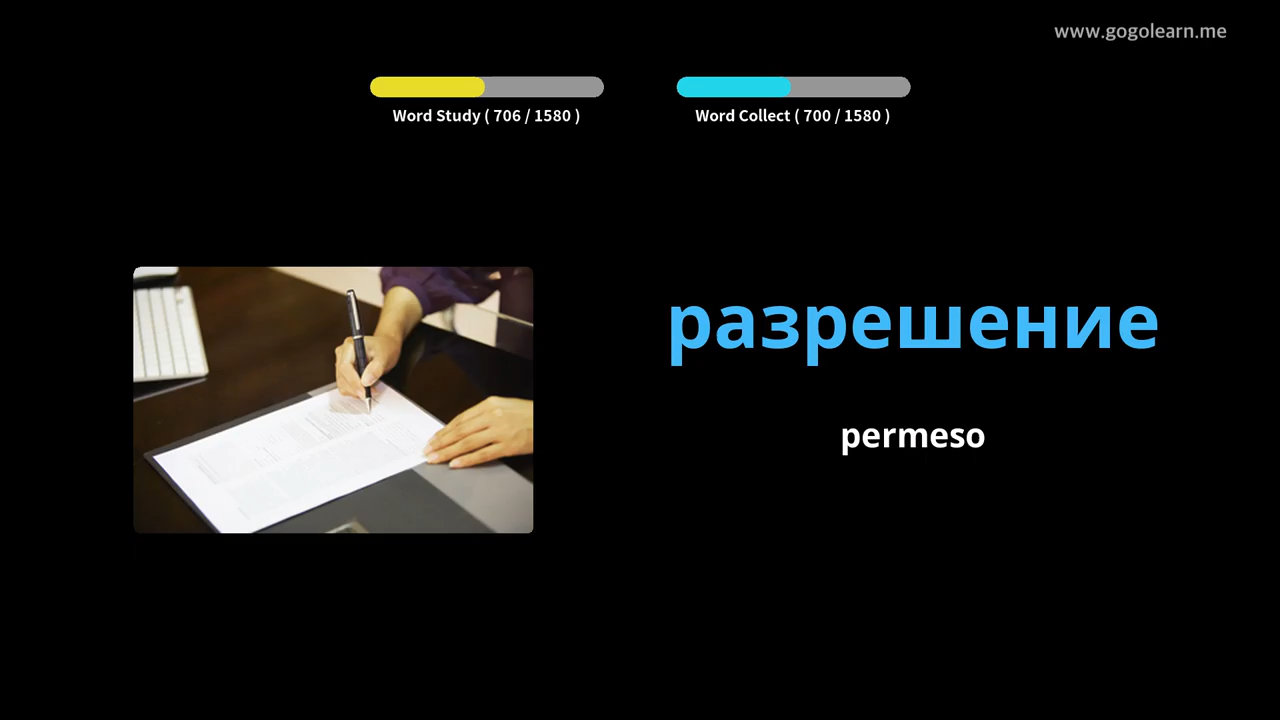 www.gogolearn.me
Word Study ( 706 / 1580 )
Word Collect ( 700 / 1580 )
разрешение
permeso